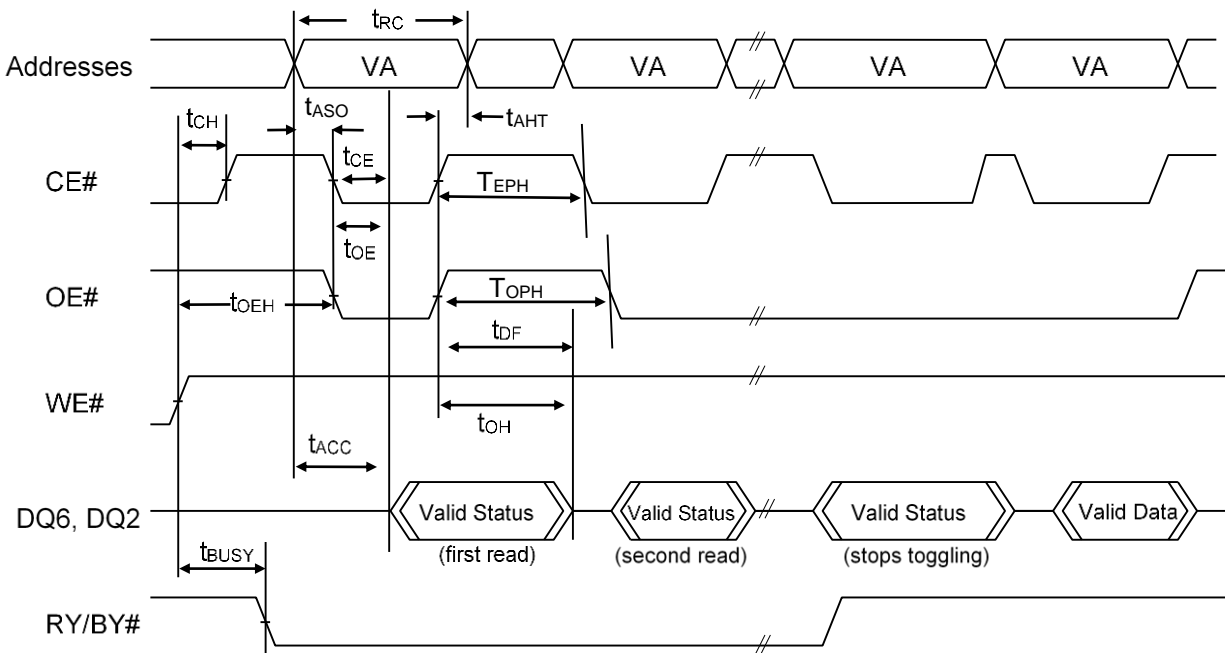 tRC
Addresses VA VA VA VA
tASO tAHT
tCH
tCE
CE# TEPH
tOE
OE# tOEH TOPH
tDF
WE#
tOH
tACC
DQ6, DQ2 Valid Status Valid Status Valid Status Valid Data
(first read) (second read) (stops toggling)
tBUSY
RY/BY#